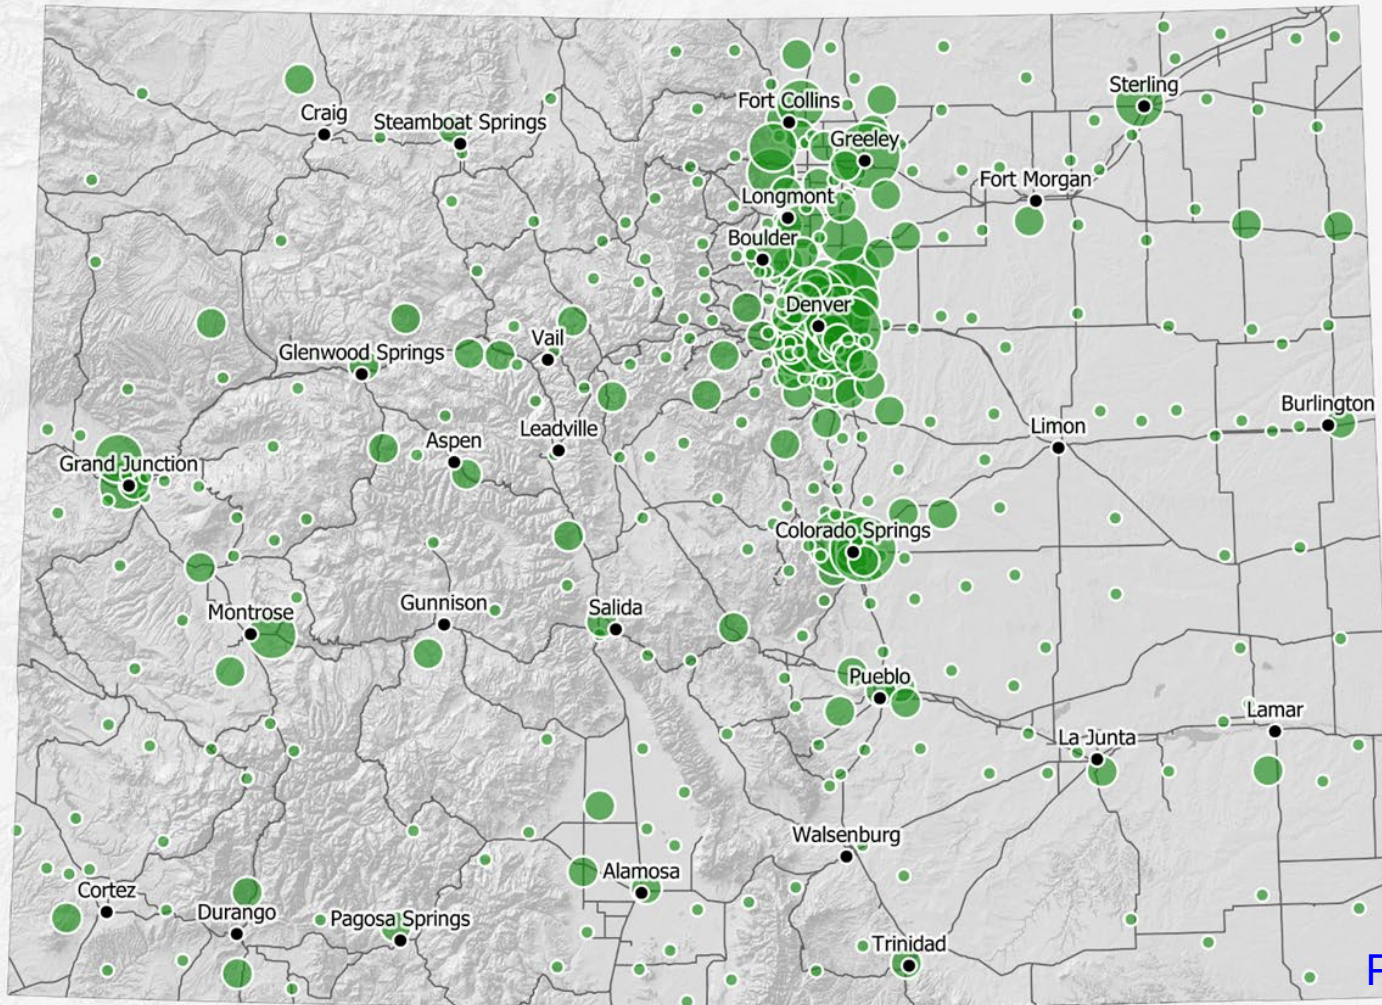 Sterling
Fort Collins
Craig
Steamboat Springs
Greeley
Fort Morgan
Longmont
Boulder
Denver
Vail
Glenwood Springs
Burlington
Limon
Leadville
Aspen
Grand Junction
Colorado Springs
Gunnison
Salida
Montrose
Pueblo
Lamar
La Junta
Walsenburg
Alamosa
Cortez
Durango
Pagosa Springs
Trinidad